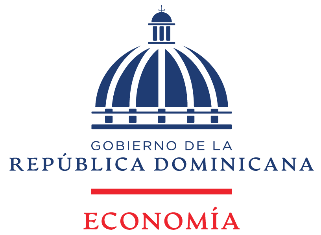 GOBIERNO DE LA
REPÚBLICA DOMINICANA
ECONOMÍA